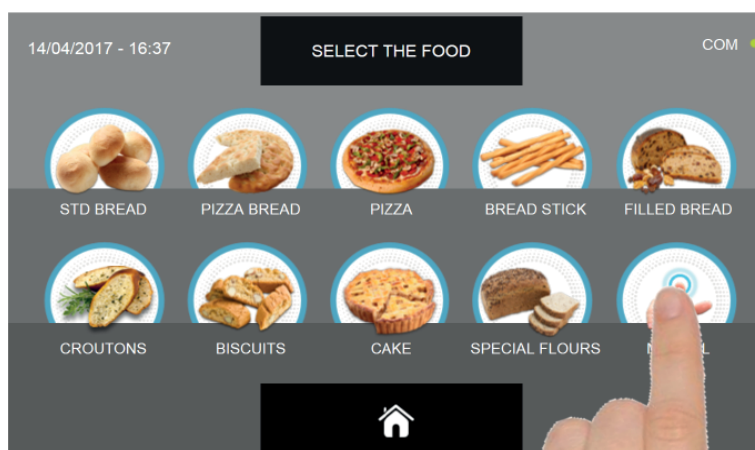 14/04/2017 - 16:37
SELECT THE FOOD
COM
STD BREAD
PIZZA BREAD
PIZZA
BREAD STICK
FILLED BREAD
CROUTONS
BISCUITS
CAKE
SPECIAL FLOURS